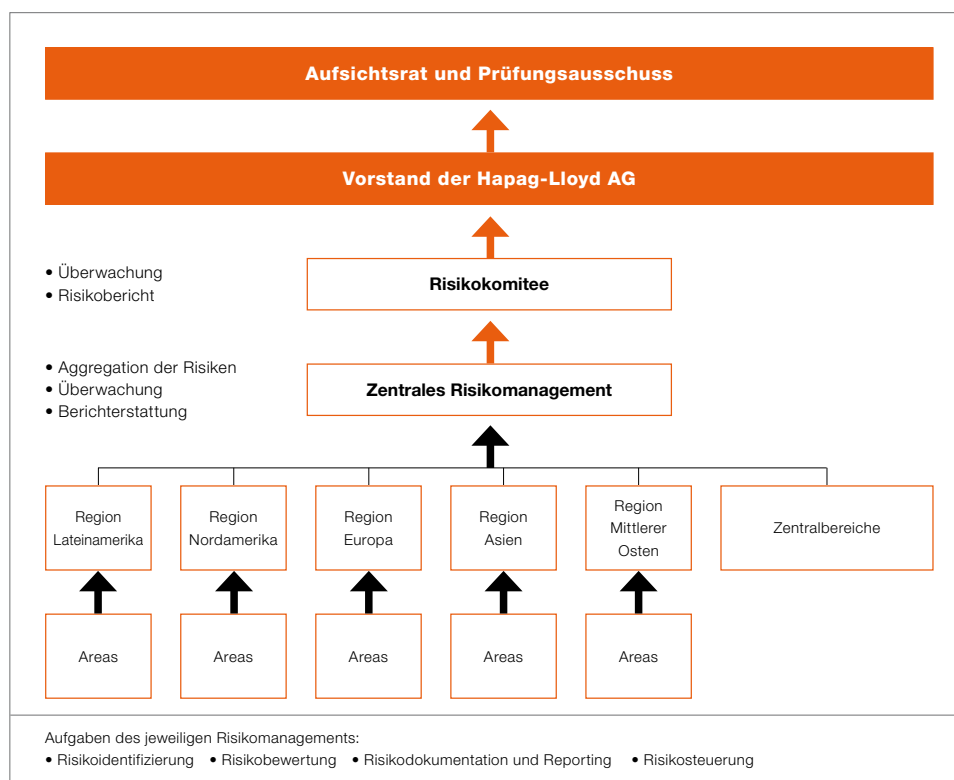 Aufsichtsrat und Prüfungsausschuss
Vorstand der Hapag-Lloyd AG
• Überwachung
• Risikobericht
Risikokomitee
• Aggregation der Risiken
• Überwachung
• Berichterstattung
Zentrales Risikomanagement
Region
Lateinamerika
Region
Nordamerika
Region
Europa
Region
Asien
Region
Mittlerer
Osten
Zentralbereiche
Areas
Areas
Areas
Areas
Areas
Aufgaben des jeweiligen Risikomanagements:
• Risikoidentifizierung • Risikobewertung • Risikodokumentation und Reporting • Risikosteuerung